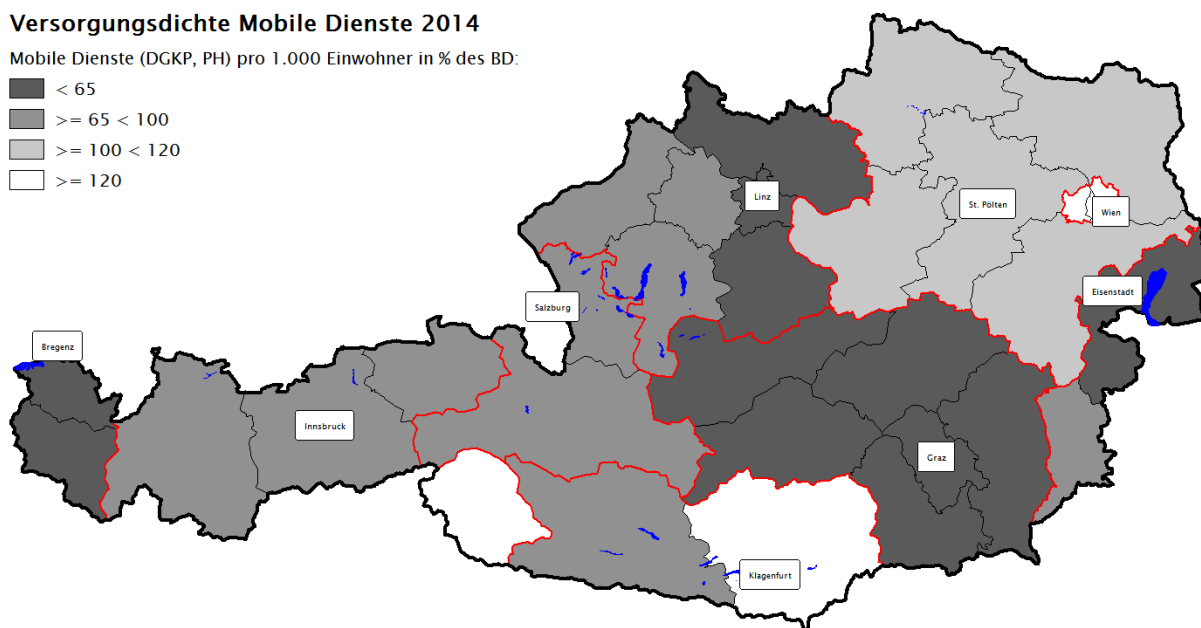 Versorgungsdichte Mobile Dienste 2014
Mobile Dienste (DGKP, PH) pro 1.000 Einwohner in % des BD:
< 65
>= 65 < 100
>= 100 < 120
>= 120
Linz
St. Pölten
Wien
Eisenstadt
Salzburg
Bregenz
Innsbruck
Graz
Klagenfurt